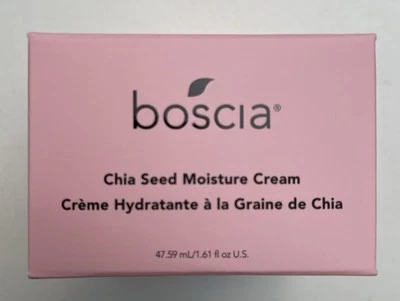 boscia®
Chia Seed Moisture Cream
Crème Hydratante à la Graine de Chia
47.59 mL/1.61 fl oz U.S.